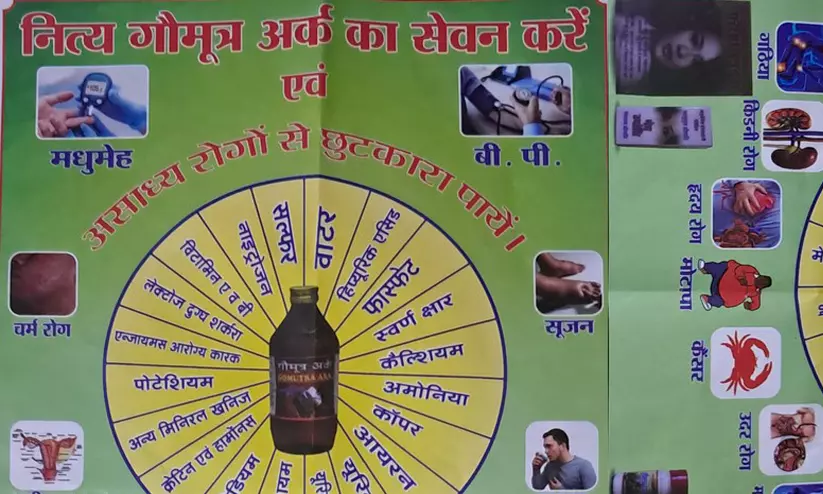 नित्य गौमूत्र अर्क का सेवन करें
एवं
असाध्य रोगों से छुटकारा पायें।
मधुमेह
बी. पी.
चर्म रोग
सूजन
वाटर
हिप्यूरिक एसिड
फास्फेट
स्वर्ण क्षार
कैल्शियम
अमोनिया
कॉपर
आयरन
यूरि
डियम
क्रेटिन एवं हार्मोनस
अन्य मिनिरल खनिज
पोटेशियम
एन्जायमस आरोग्य कारक
लेक्टोज दुग्ध शर्करा
विटामिन ए व बी
नाइट्रोजन
सल्फर
गौमूत्र अर्क
GOMUTRA ARK
गठिया
किडनी रोग
हृदय रोग
मोटापा
कैंसर
उदर रोग